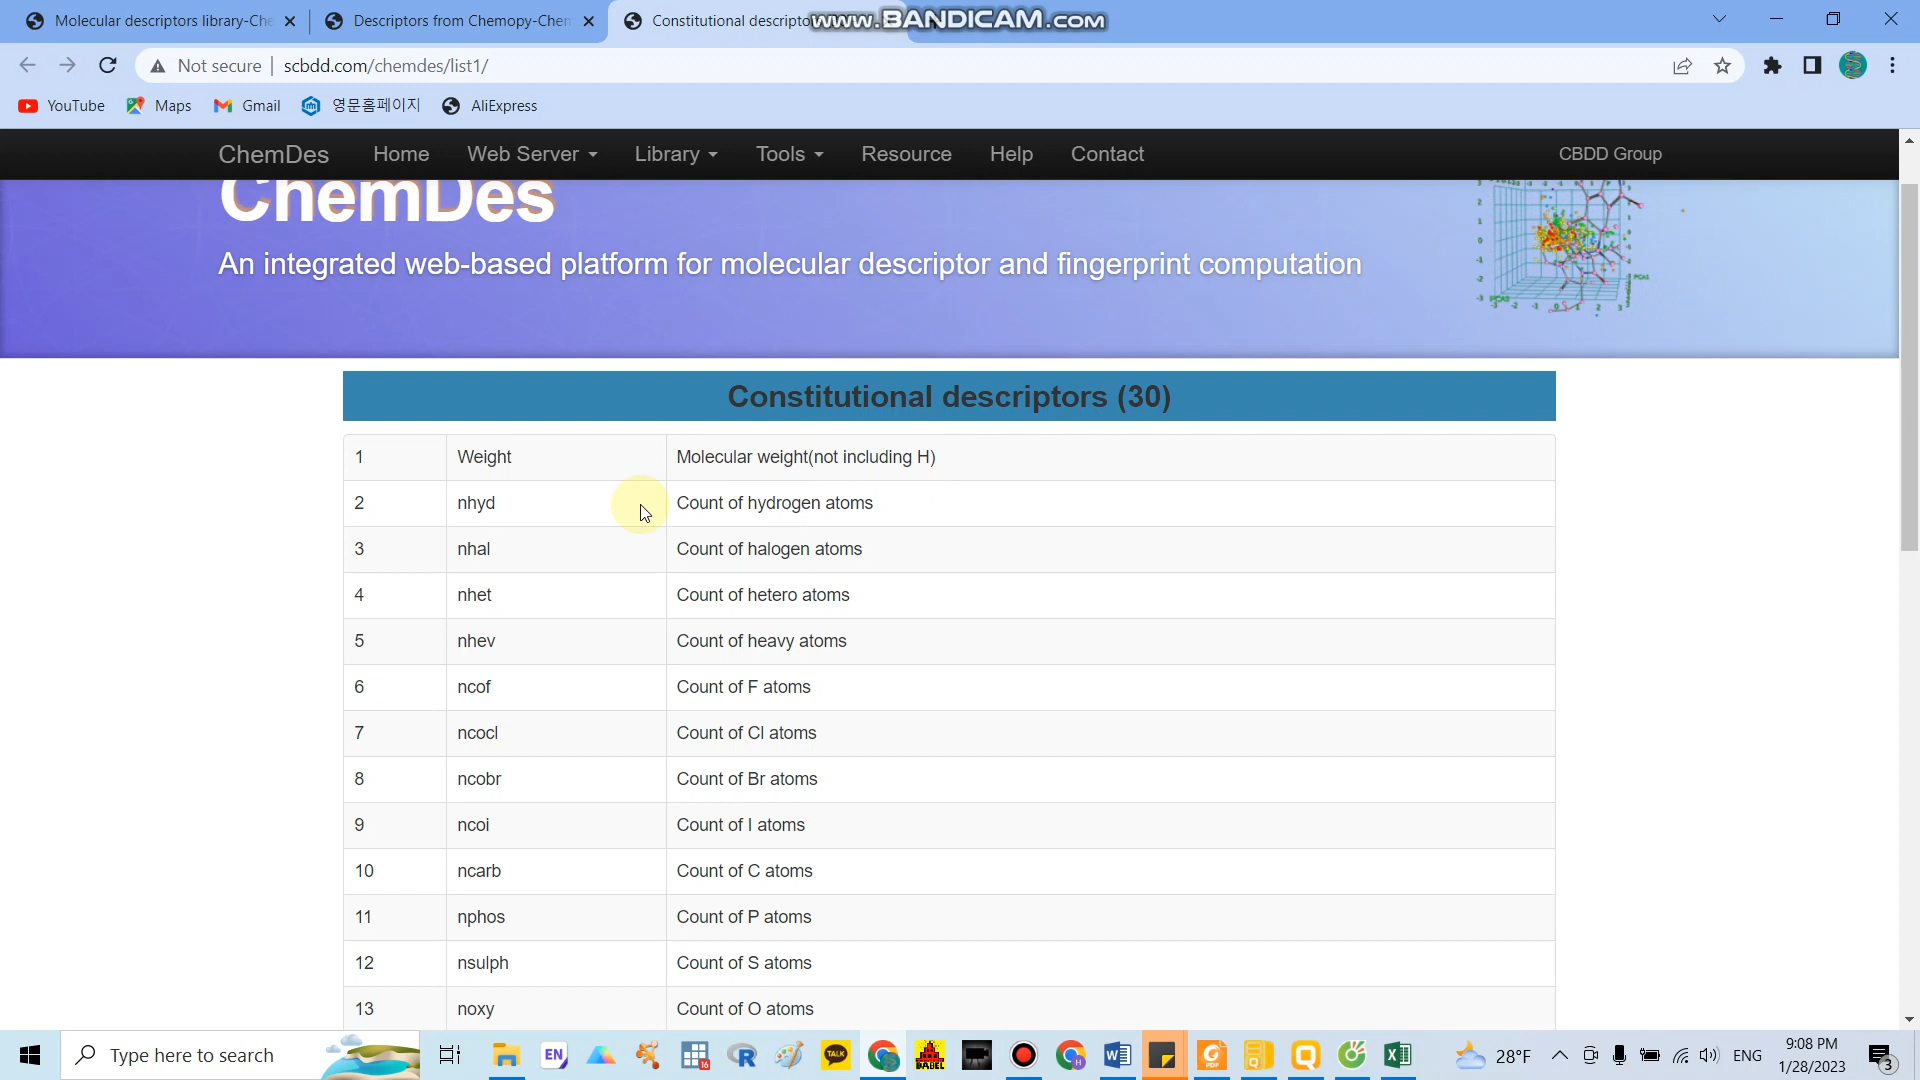 Molecular descriptors library-Che
Descriptors from Chemopy-Chem
Constitutional descripto
www.BANDICAM.com
Not secure
scbdd.com/chemdes/list1/
YouTube
Maps
Gmail
영문홈페이지
AliExpress
ChemDes
Home
Web Server
Library
Tools
Resource
Help
Contact
CBDD Group
ChemDes
An integrated web-based platform for molecular descriptor and fingerprint computation
Constitutional descriptors (30)
1 Weight Molecular weight(not including H)
2 nhyd Count of hydrogen atoms
3 nhal Count of halogen atoms
4 nhet Count of hetero atoms
5 nhev Count of heavy atoms
6 ncof Count of F atoms
7 ncocl Count of Cl atoms
8 ncobr Count of Br atoms
9 ncoi Count of I atoms
10 ncarb Count of C atoms
11 nphos Count of P atoms
12 nsulph Count of S atoms
13 noxy Count of O atoms
Type here to search
EN
16
R
TALK
BABEL
W
PDF
Q
Q
X
28°F
ENG
9:08 PM
1/28/2023
3